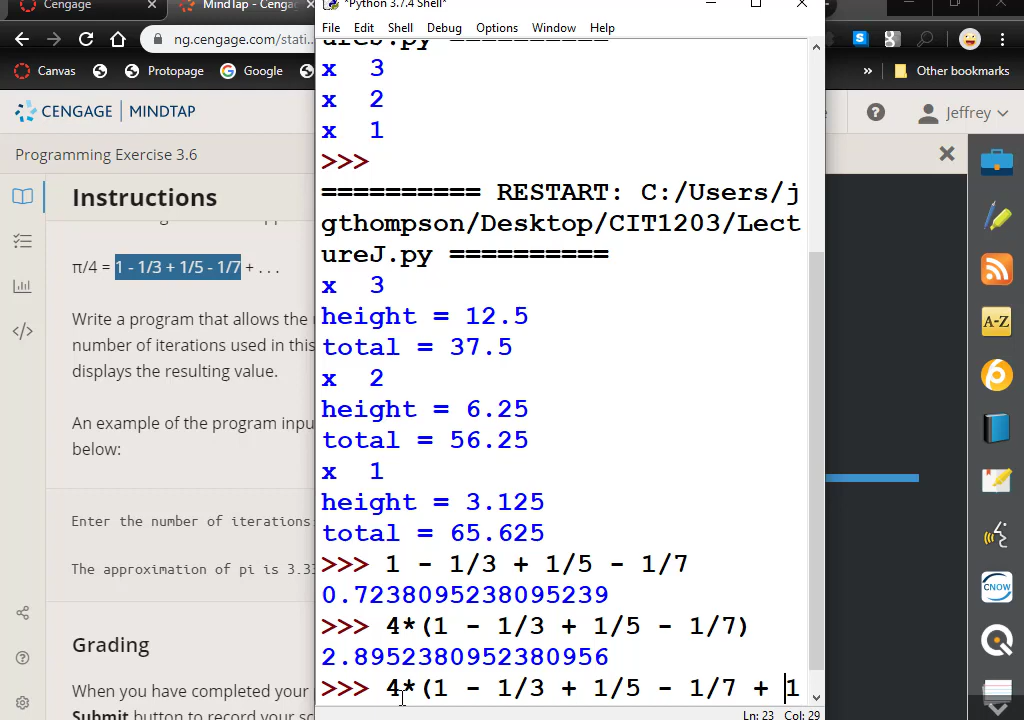 Cengage
MindTap - Cengag
*Python 3.7.4 Shell*
ng.cengage.com/stati...
File Edit Shell Debug Options Window Help
Canvas
Protopage
Google
Other bookmarks
CENGAGE | MINDTAP
Jeffrey
Programming Exercise 3.6
Instructions
π/4 = 1 - 1/3 + 1/5 - 1/7 + . . .
Write a program that allows the
number of iterations used in this
displays the resulting value.
An example of the program inpu
below:
Enter the number of iterations:
The approximation of pi is 3.33
Grading
When you have completed your
Submit button to record your sc
ureJ.py ==========
x 3
x 2
x 1
>>>
========== RESTART: C:/Users/j
gthompson/Desktop/CIT1203/Lect
ureJ.py ==========
x 3
height = 12.5
total = 37.5
x 2
height = 6.25
total = 56.25
x 1
height = 3.125
total = 65.625
>>> 1 - 1/3 + 1/5 - 1/7
0.7238095238095239
>>> 4*(1 - 1/3 + 1/5 - 1/7)
2.8952380952380956
>>> 4*(1 - 1/3 + 1/5 - 1/7 + 1
Ln: 23 Col: 29
A-Z
CNOW